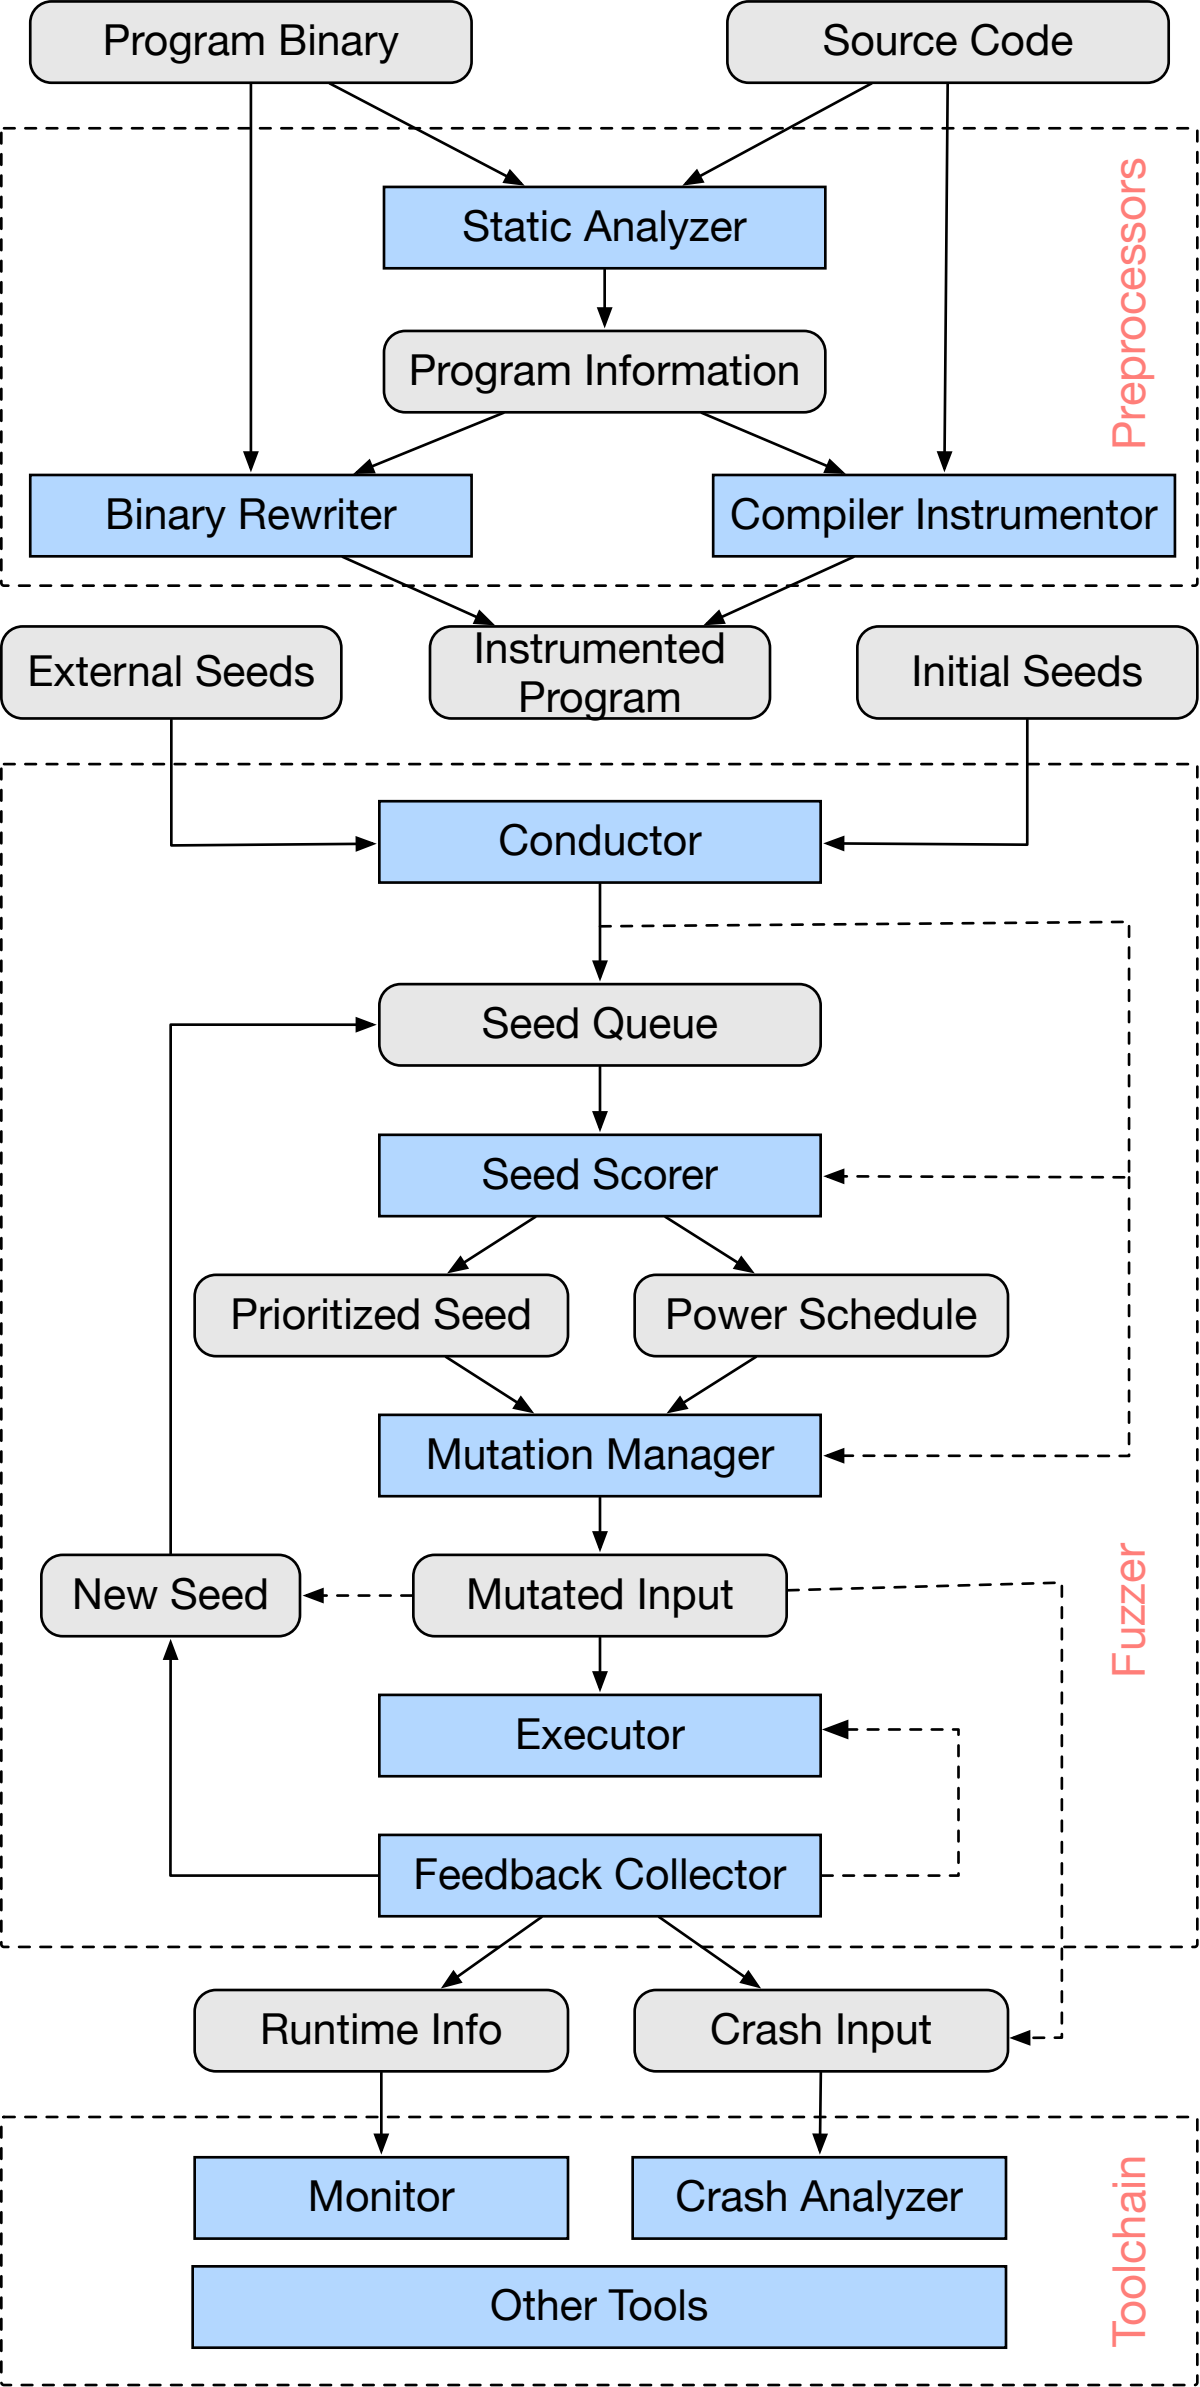 Program Binary
Source Code
Preprocessors
Static Analyzer
Program Information
Binary Rewriter
Compiler Instrumentor
External Seeds
Instrumented
Program
Initial Seeds
Conductor
Seed Queue
Seed Scorer
Prioritized Seed
Power Schedule
Mutation Manager
New Seed
Mutated Input
Fuzzer
Executor
Feedback Collector
Runtime Info
Crash Input
Toolchain
Monitor
Crash Analyzer
Other Tools